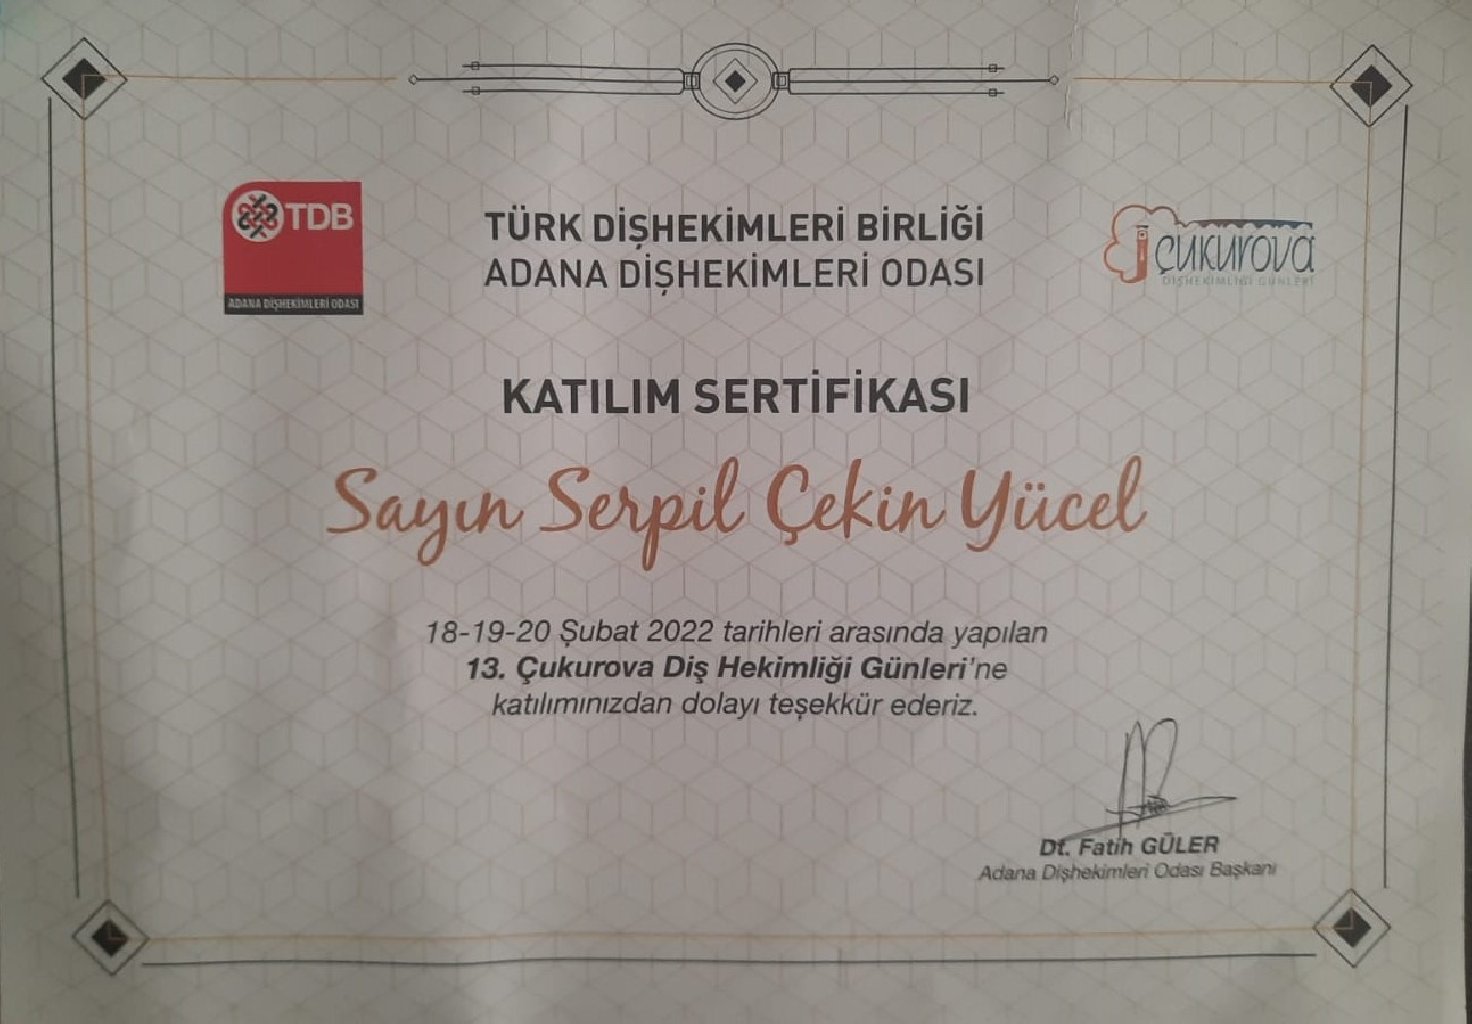 TDB
ADANA DİŞHEKİMLERİ ODASI
TÜRK DİŞHEKİMLERİ BİRLİĞİ
ADANA DİŞHEKİMLERİ ODASI
çukurova
DİŞHEKİMLİĞİ GÜNLERİ
KATILIM SERTİFİKASI
Sayın Serpil Çekin Yücel
18-19-20 Şubat 2022 tarihleri arasında yapılan
13. Çukurova Diş Hekimliği Günleri'ne
katılımınızdan dolayı teşekkür ederiz.
Dt. Fatih GÜLER
Adana Dişhekimleri Odası Başkanı